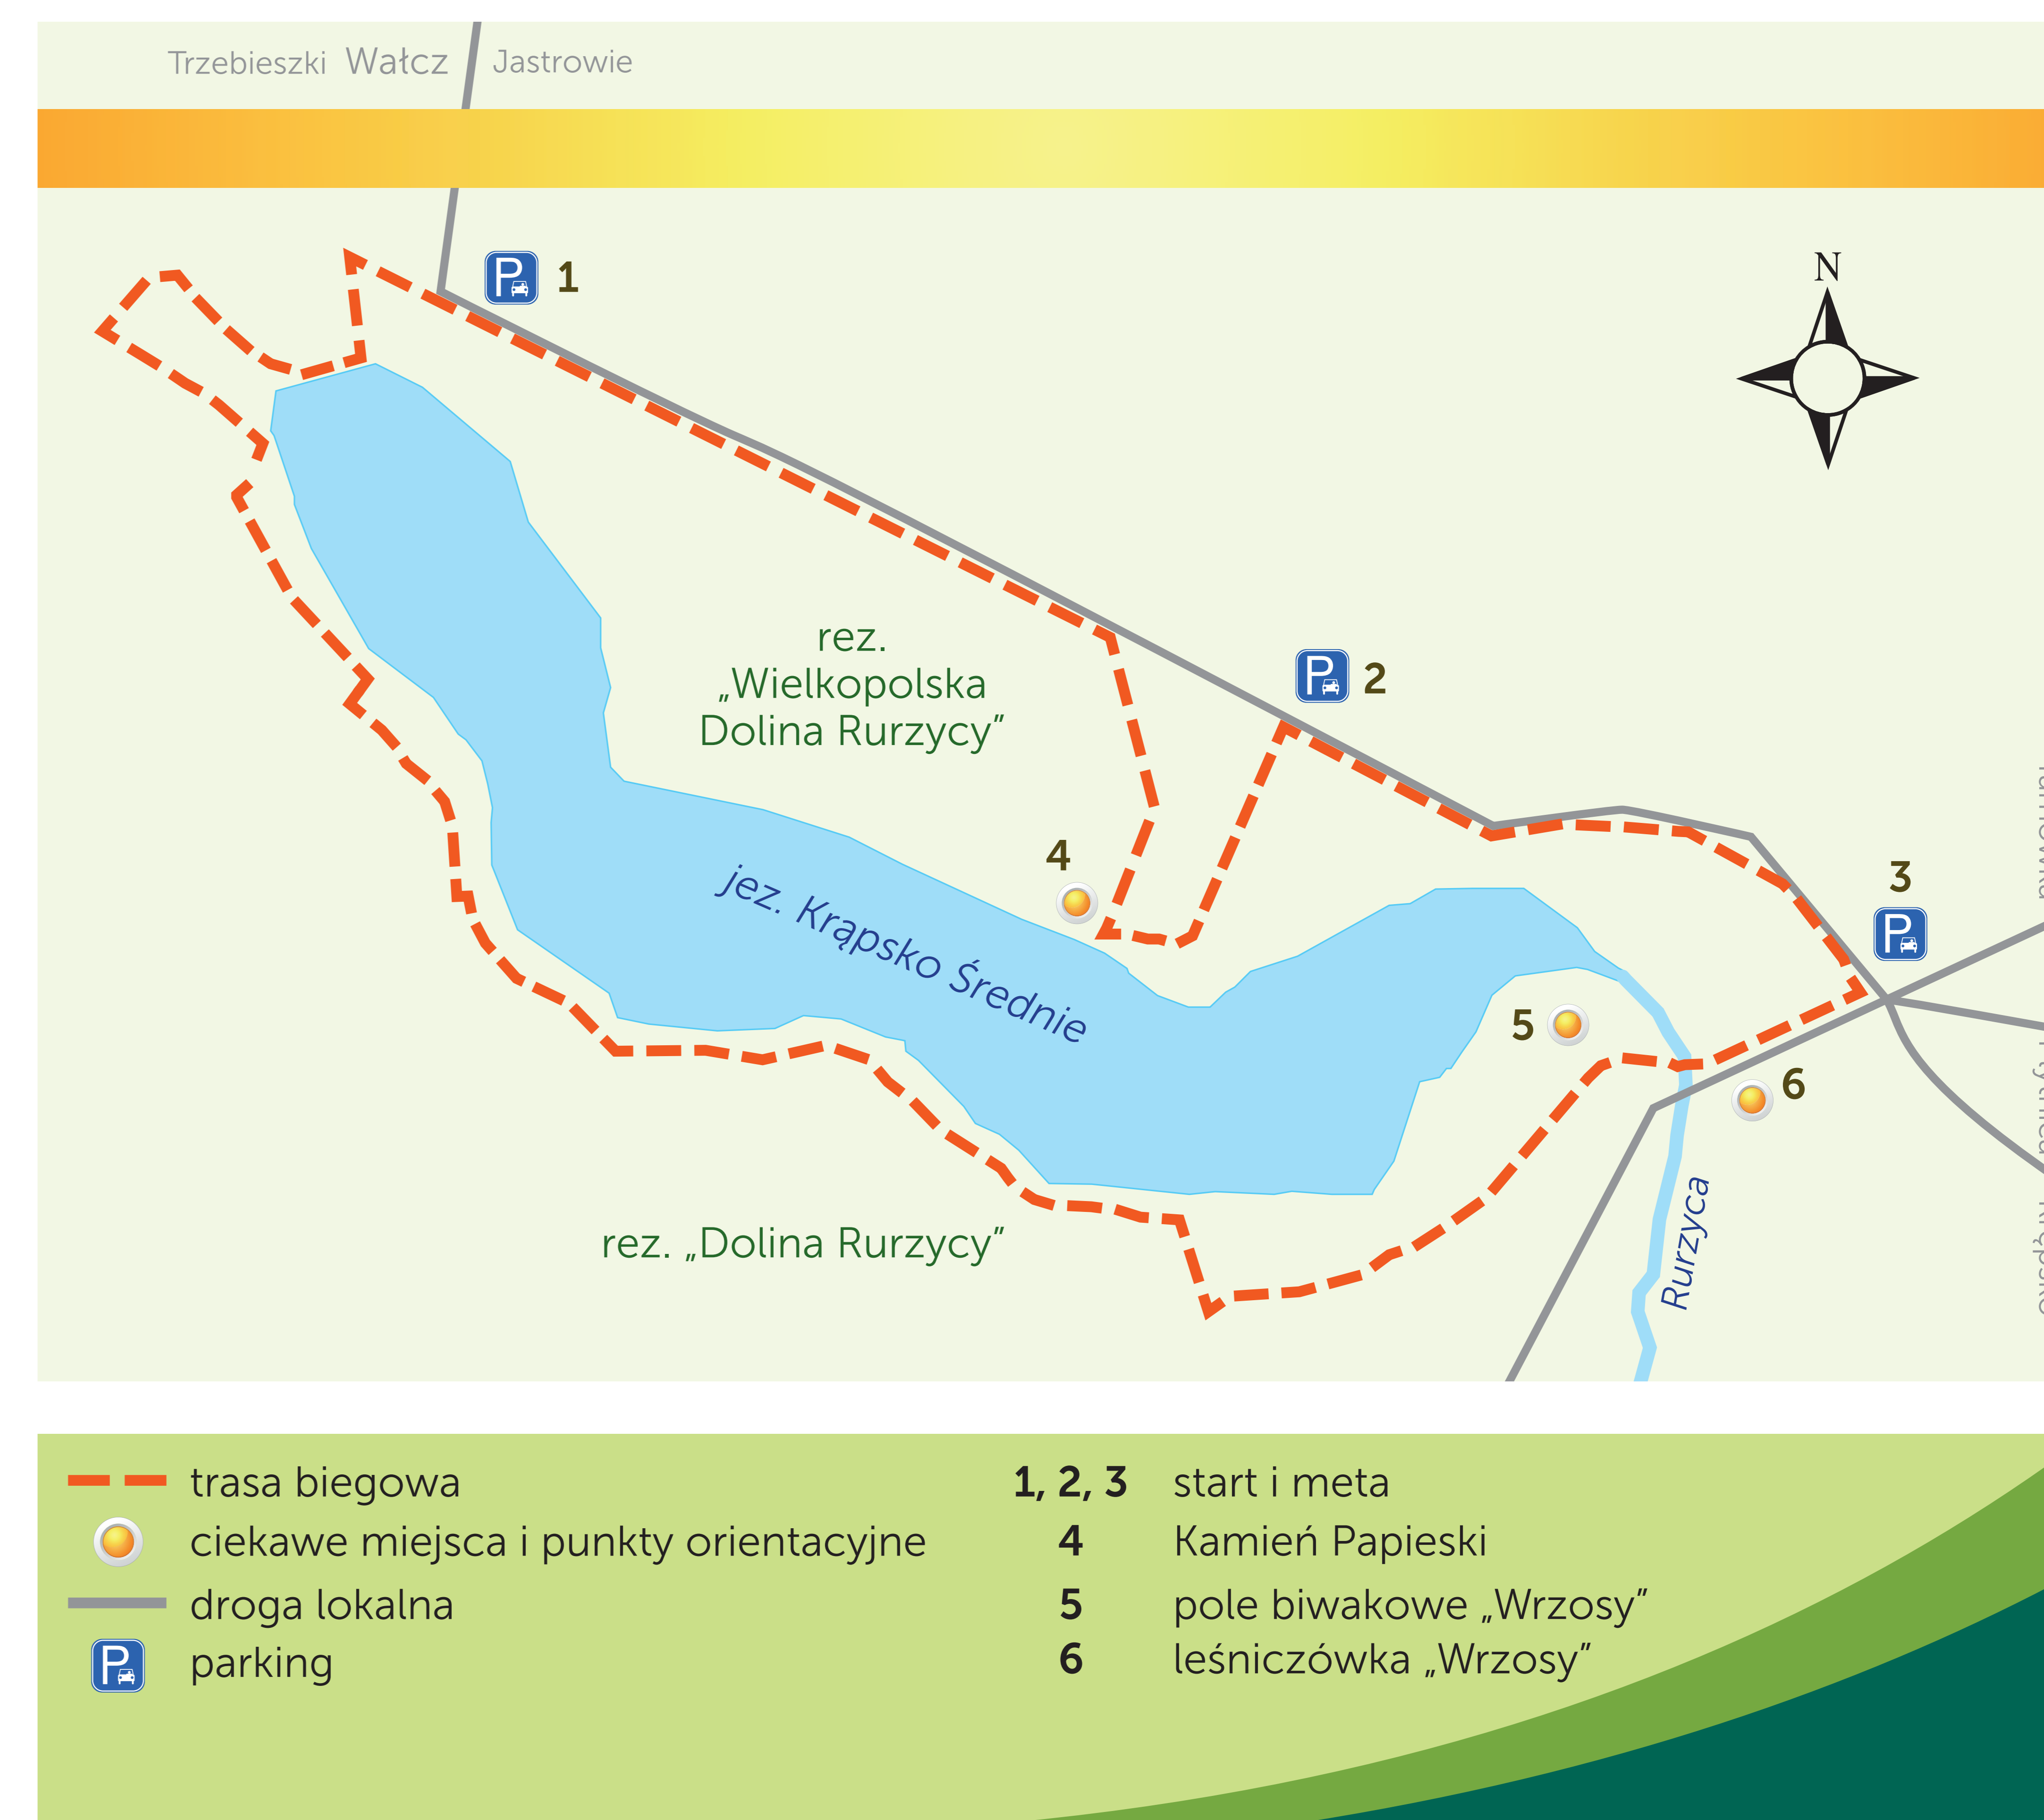 Trzebieszki Wałcz Jastrowie
1
N
rez.
„Wielkopolska
Dolina Rurzycy”
2
4
3
jez. Krąpsko Średnie
5
6
Rurzyca
rez. „Dolina Rurzycy”
trasa biegowa
ciekawe miejsca i punkty orientacyjne
droga lokalna
P parking
1, 2, 3 start i meta
4 Kamień Papieski
5 pole biwakowe „Wrzosy”
6 leśniczówka „Wrzosy”